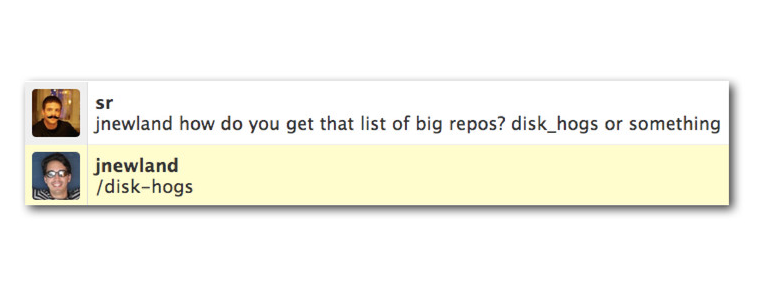 sr
jnewland how do you get that list of big repos? disk_hogs or something
jnewland
/disk-hogs